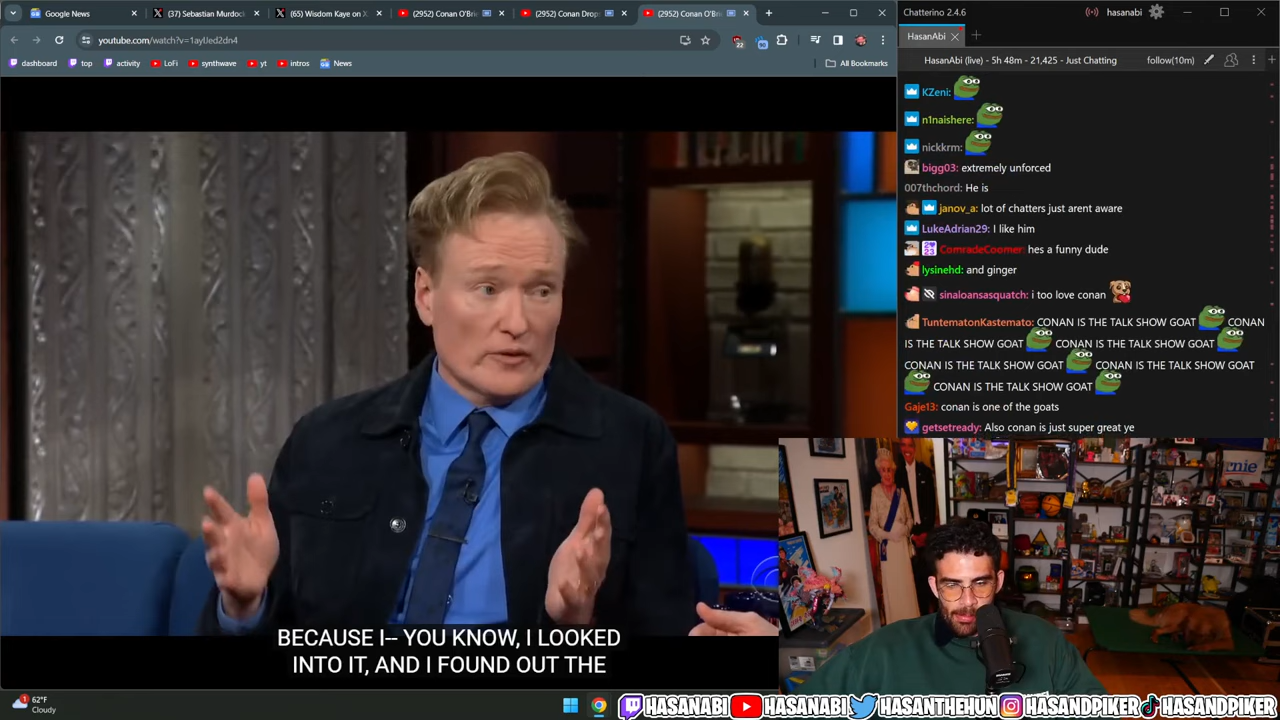 Google News
(37) Sebastian Murdock
(65) Wisdom Kaye on X
(2952) Conan O'Bri
(2952) Conan Drops
(2952) Conan O'Bri
youtube.com/watch?v=1ayUed2dn4
22
90
dashboard
top
activity
LoFi
synthwave
yt
intros
News
All Bookmarks
BECAUSE I-- YOU KNOW, I LOOKED
INTO IT, AND I FOUND OUT THE
Chatterino 2.4.6
hasanabi
HasanAbi
HasanAbi (live) - 5h 48m - 21,425 - Just Chatting
follow(10m)
KZeni:
n1naishere:
nickkrm:
bigg03: extremely unforced
007thchord: He is
janov_a: lot of chatters just arent aware
LukeAdrian29: I like him
ComradeCoomer: hes a funny dude
lysinehd: and ginger
sinaloansasquatch: i too love conan
TuntematonKastemato: CONAN IS THE TALK SHOW GOAT CONAN
IS THE TALK SHOW GOAT CONAN IS THE TALK SHOW GOAT
CONAN IS THE TALK SHOW GOAT CONAN IS THE TALK SHOW GOAT
CONAN IS THE TALK SHOW GOAT
Gaje13: conan is one of the goats
getsetready: Also conan is just super great ye
ernie
1
62°F
Cloudy
HASANABI
HASANABI
HASANTHEHUN
HASANDPIKER
HASANDPIKER